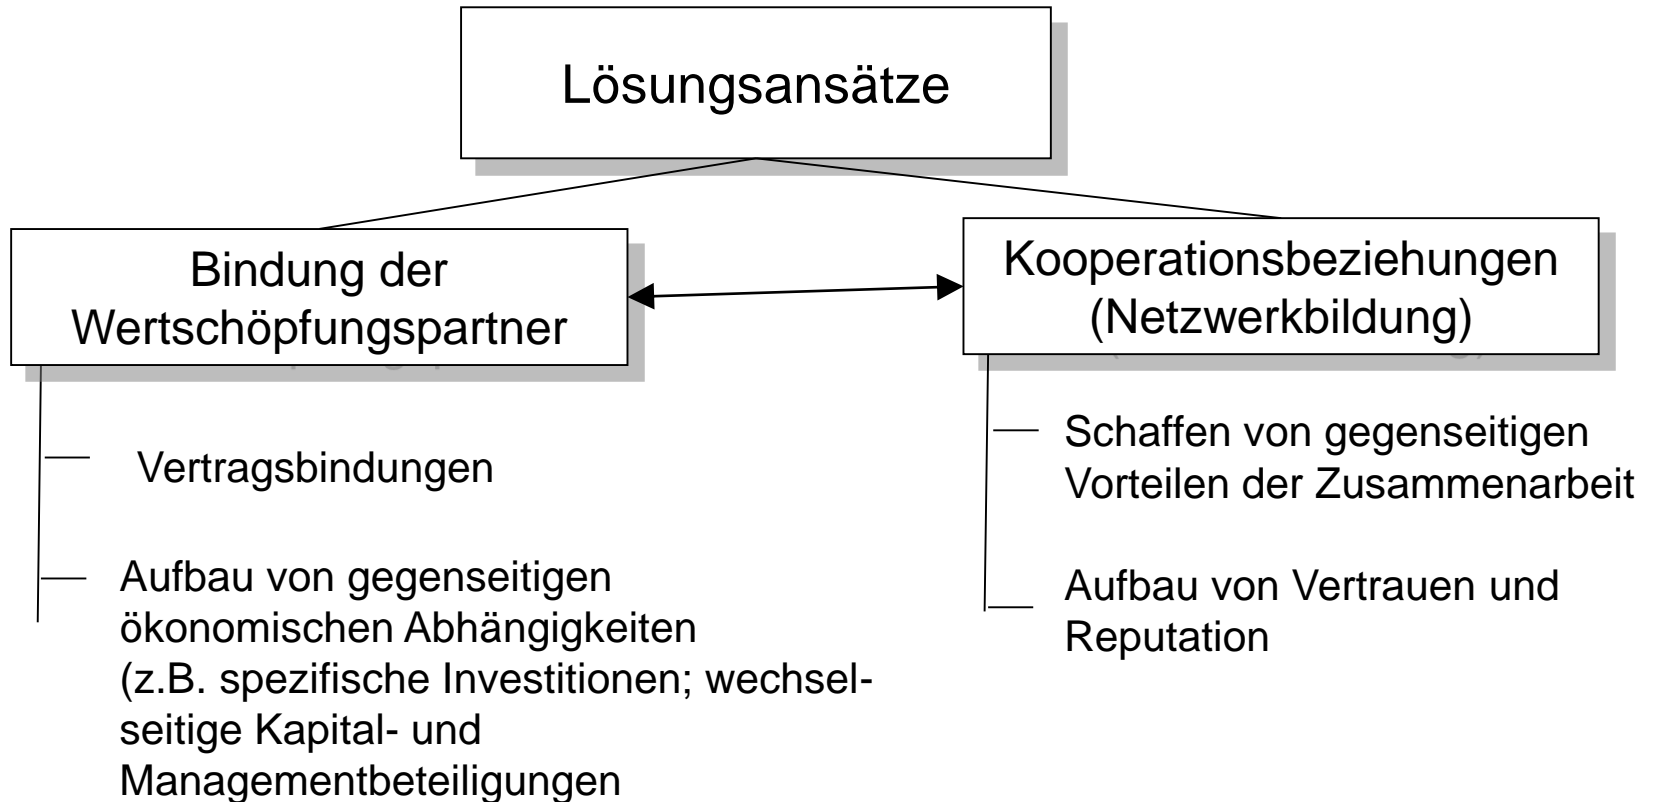 Lösungsansätze
Bindung der
Wertschöpfungspartner
Kooperationsbeziehungen
(Netzwerkbildung)
Vertragsbindungen
Aufbau von gegenseitigen
ökonomischen Abhängigkeiten
(z.B. spezifische Investitionen; wechsel-
seitige Kapital- und
Managementbeteiligungen
Schaffen von gegenseitigen
Vorteilen der Zusammenarbeit
Aufbau von Vertrauen und
Reputation